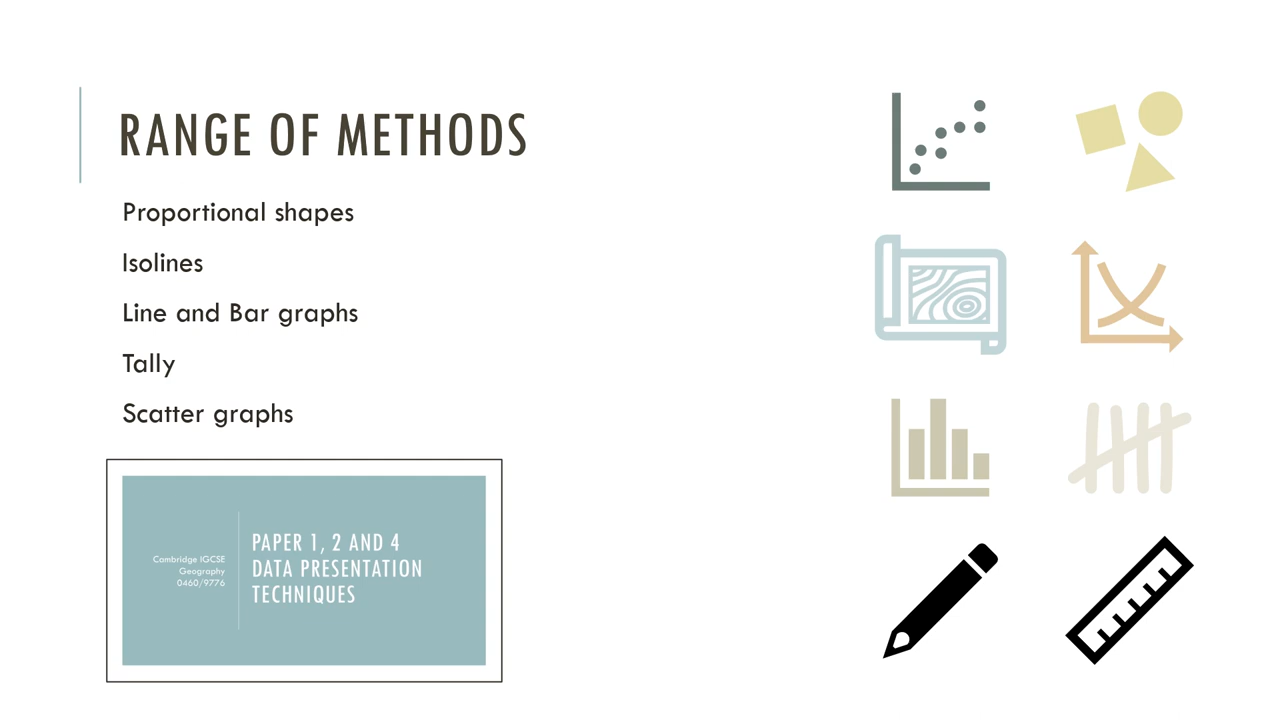 RANGE OF METHODS
Proportional shapes
Isolines
Line and Bar graphs
Tally
Scatter graphs
Cambridge IGCSE
Geography
0460/9776
PAPER 1, 2 AND 4
DATA PRESENTATION
TECHNIQUES